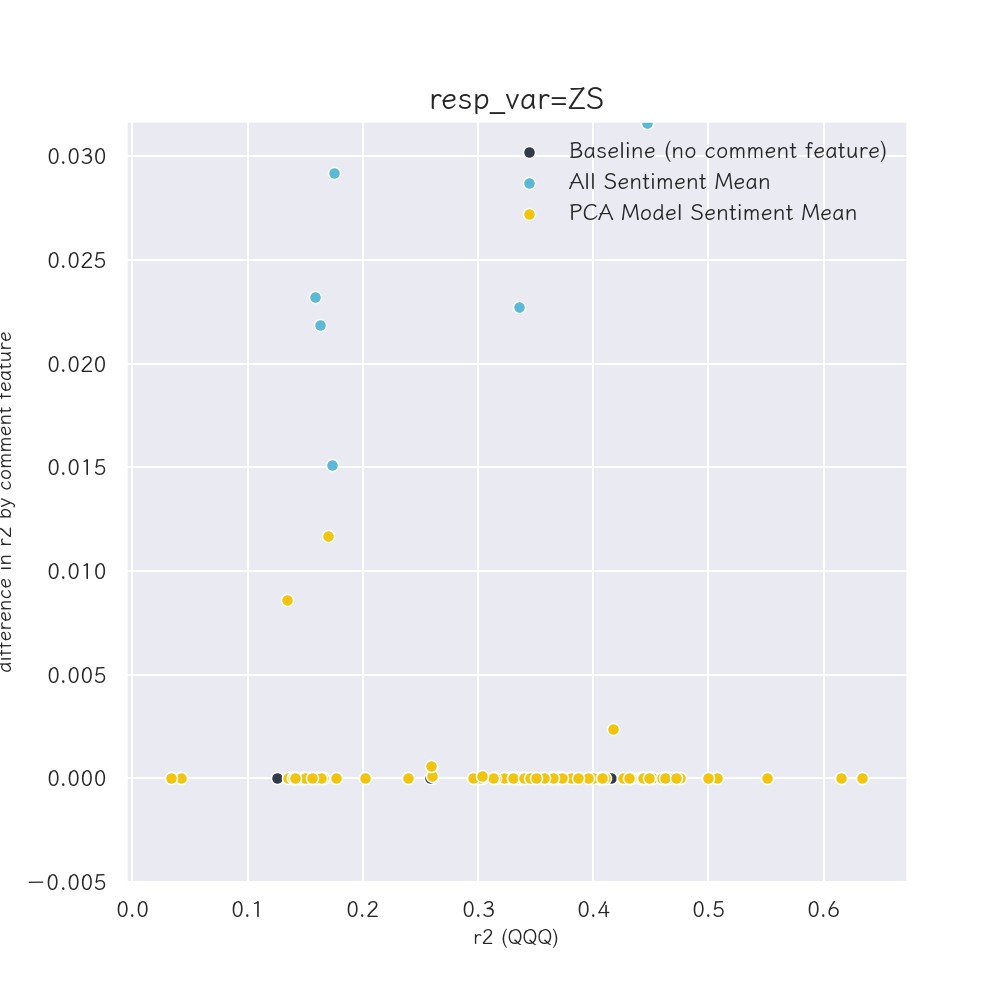 resp_var=ZS
Baseline (no comment feature)
All Sentiment Mean
PCA Model Sentiment Mean
difference in r2 by comment feature
0.030
0.025
0.020
0.015
0.010
0.005
0.000
−0.005
0.0 0.1 0.2 0.3 0.4 0.5 0.6
r2 (QQQ)